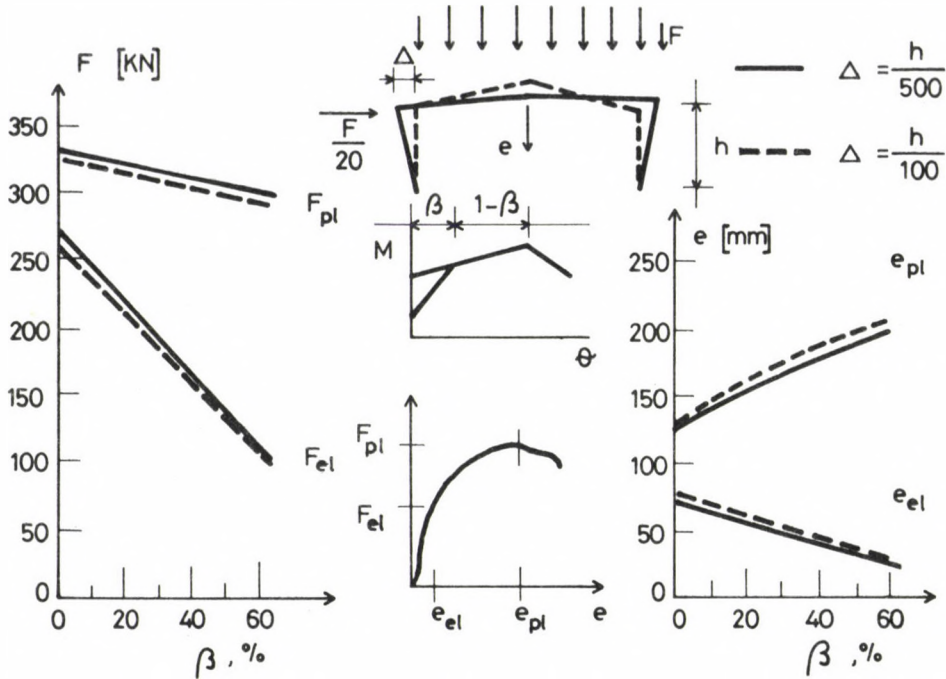 F [KN]
350
300
250
200
150
100
50
0
0 20 40 60
β , %
F_pl
F_el
F
Δ
F/20
e
h
Δ = h/500
Δ = h/100
β 1-β
M
θ
F_pl
F_el
e_el e_pl e
e [mm]
250
200
150
100
50
0
0 20 40 60
β , %
e_pl
e_el